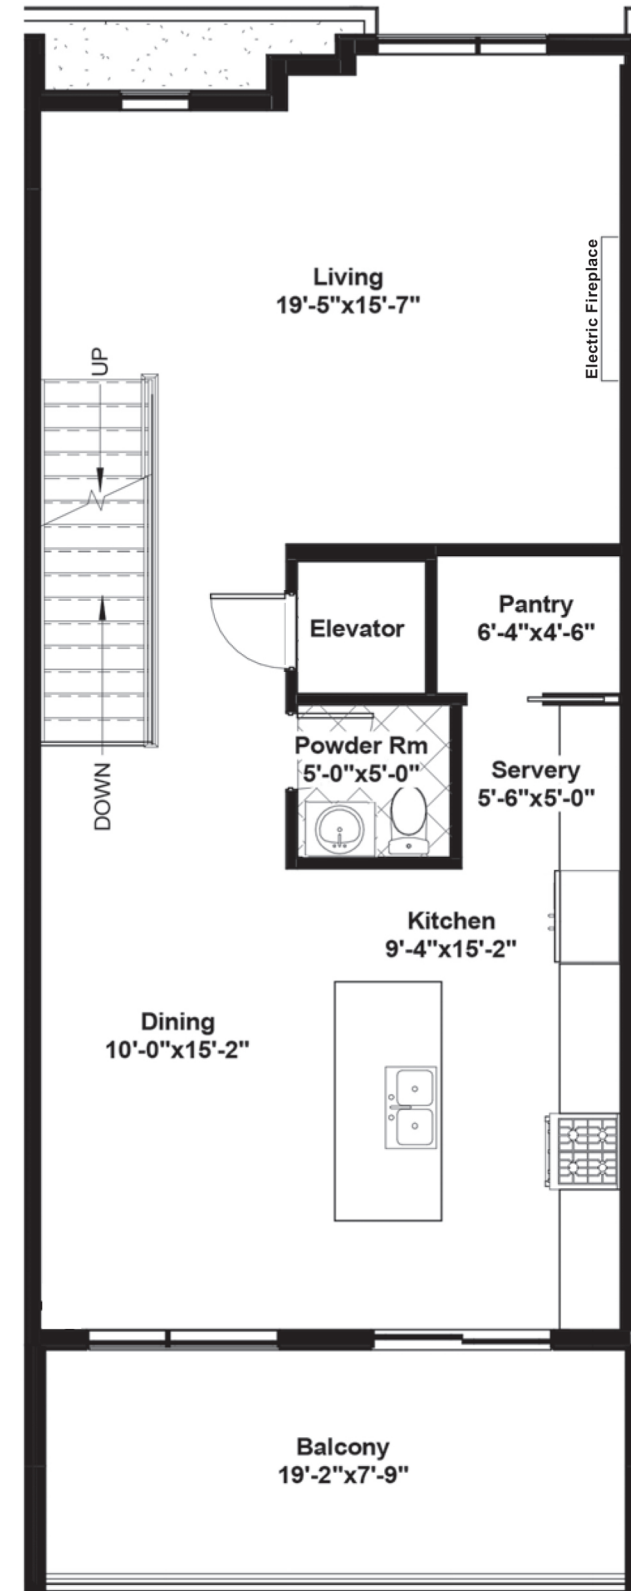 Living
19'-5"x15'-7"
Electric Fireplace
UP
Elevator
Pantry
6'-4"x4'-6"
Powder Rm
5'-0"x5'-0"
Servery
5'-6"x5'-0"
DOWN
Kitchen
9'-4"x15'-2"
Dining
10'-0"x15'-2"
Balcony
19'-2"x7'-9"